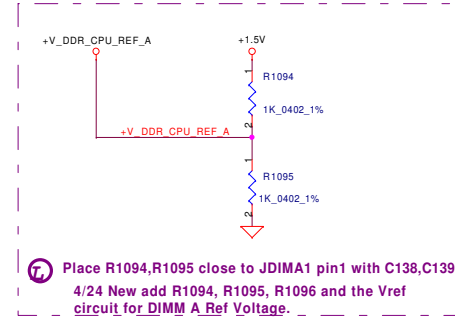 +V_DDR_CPU_REF_A
+1.5V
1
R1094
1K_0402_1%
2
+V_DDR_CPU_REF_A
1
R1095
1K_0402_1%
2
Place R1094,R1095 close to JDIMA1 pin1 with C138,C139
4/24 New add R1094, R1095, R1096 and the Vref
circuit for DIMM A Ref Voltage.